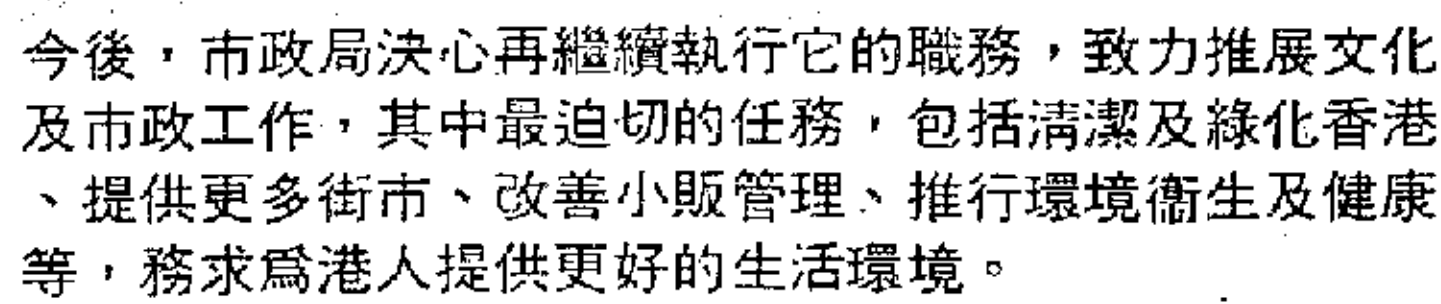 今後，市政局決心再繼續執行它的職務，致力推展文化
及市政工作，其中最迫切的任務，包括清潔及綠化香港
、提供更多街市、改善小販管理、推行環境衞生及健康
等，務求爲港人提供更好的生活環境。